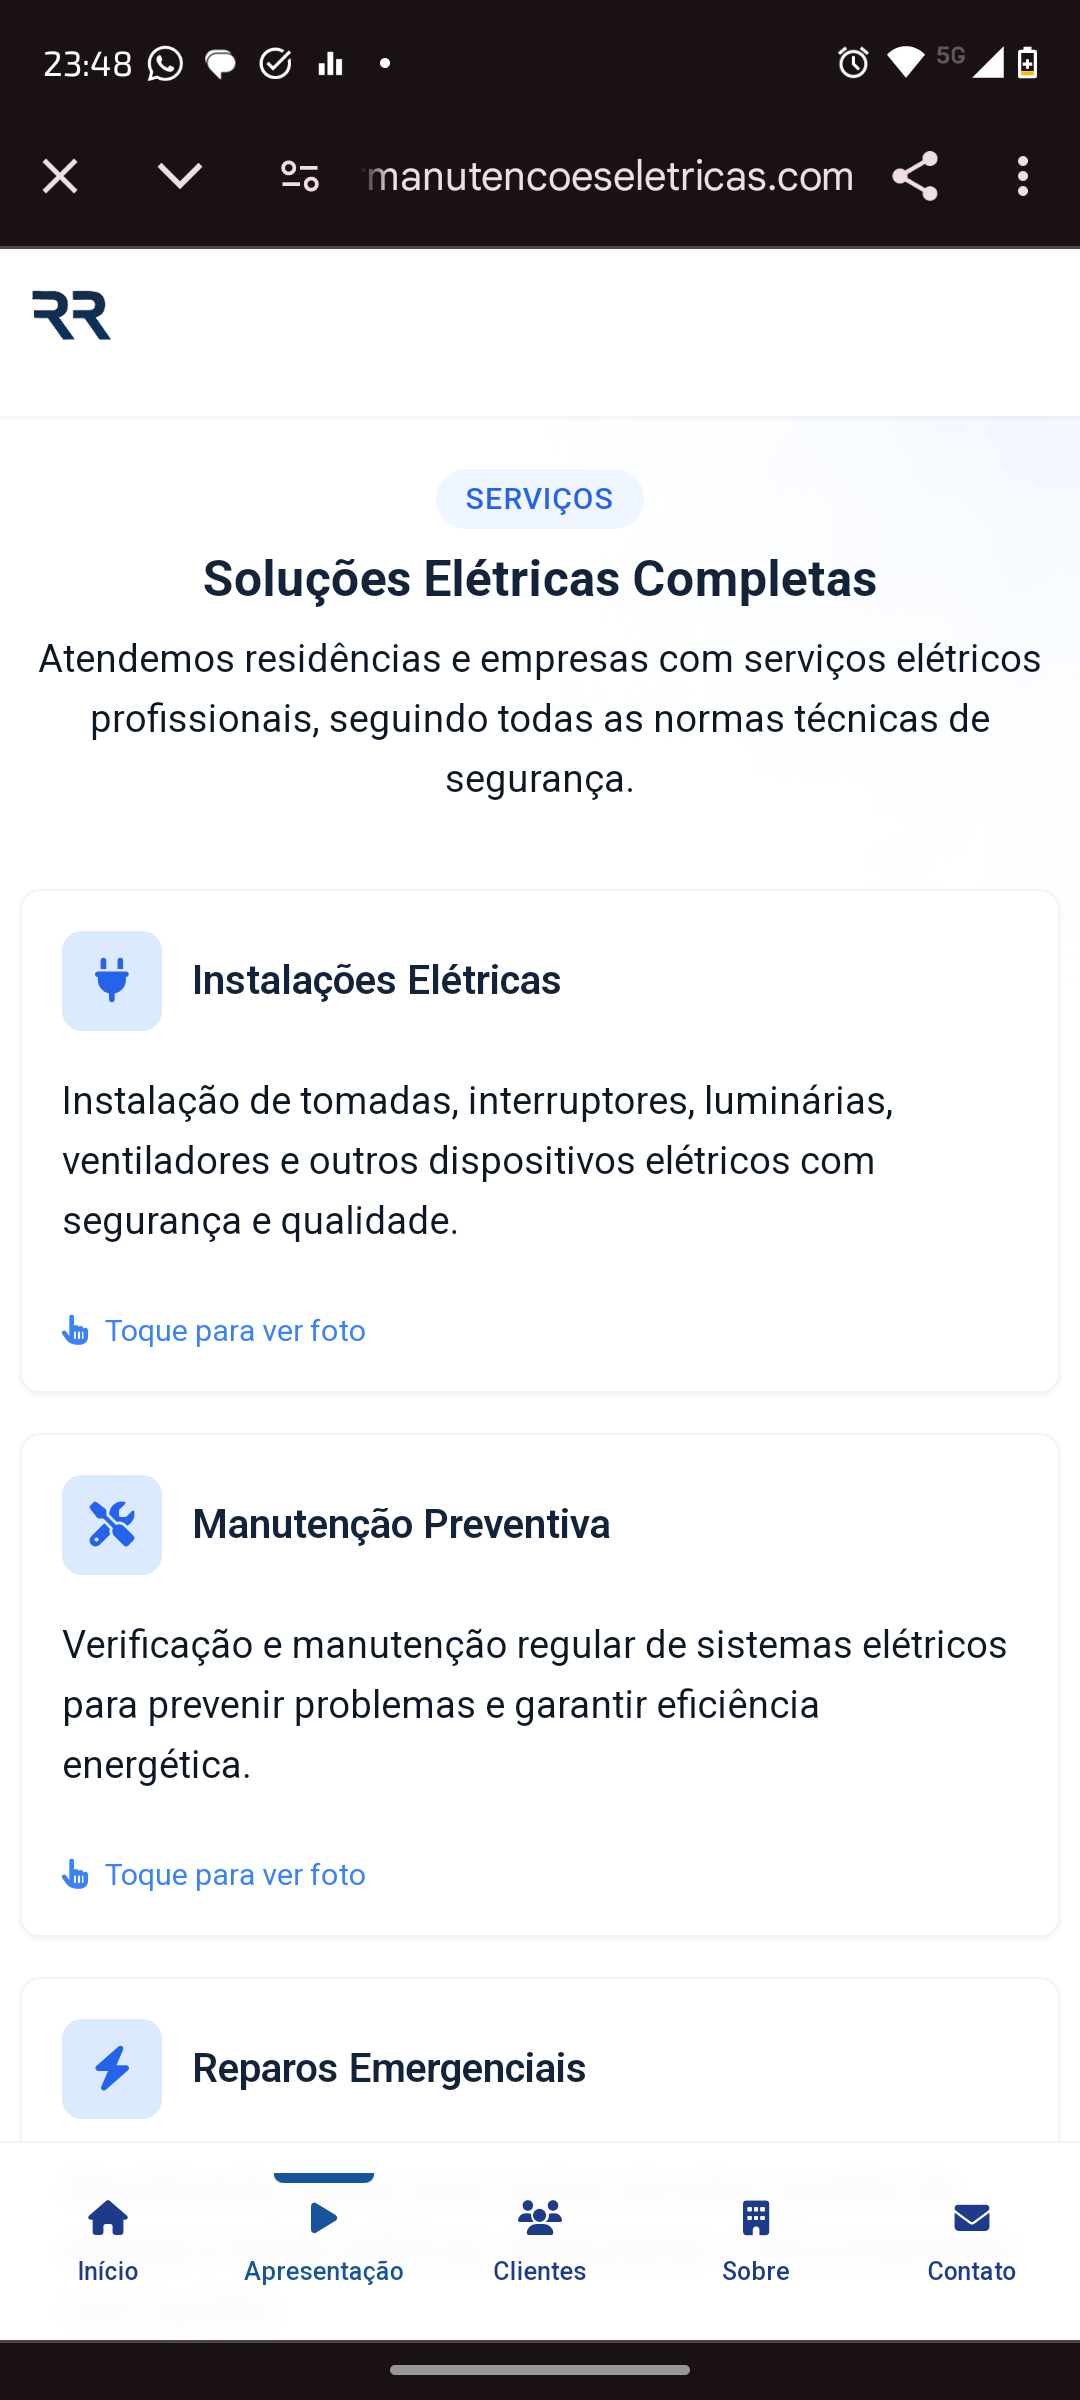 23:48
5G
manutencoeseletricas.com
RR
SERVIÇOS
Soluções Elétricas Completas
Atendemos residências e empresas com serviços elétricos
profissionais, seguindo todas as normas técnicas de
segurança.
Instalações Elétricas
Instalação de tomadas, interruptores, luminárias,
ventiladores e outros dispositivos elétricos com
segurança e qualidade.
Toque para ver foto
Manutenção Preventiva
Verificação e manutenção regular de sistemas elétricos
para prevenir problemas e garantir eficiência
energética.
Toque para ver foto
Reparos Emergenciais
Início
Apresentação
Clientes
Sobre
Contato